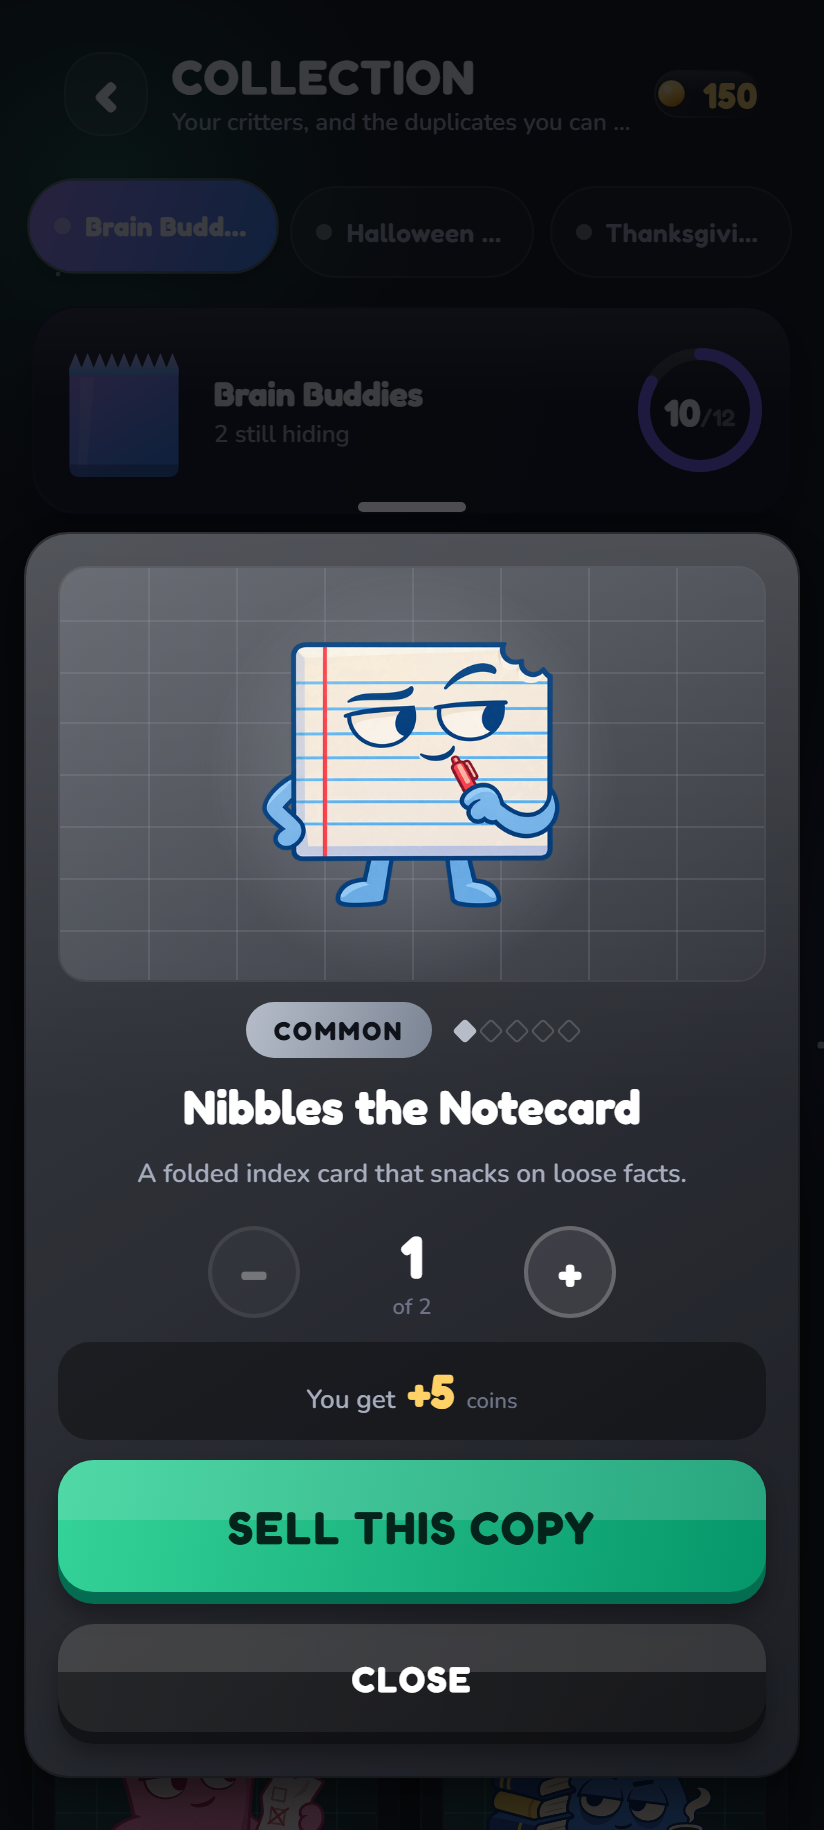 COLLECTION
Your critters, and the duplicates you can ...
150
Brain Budd...
Halloween ...
Thanksgivi...
Brain Buddies
2 still hiding
10/12
COMMON
Nibbles the Notecard
A folded index card that snacks on loose facts.
−
1
+
of 2
You get +5 coins
SELL THIS COPY
CLOSE